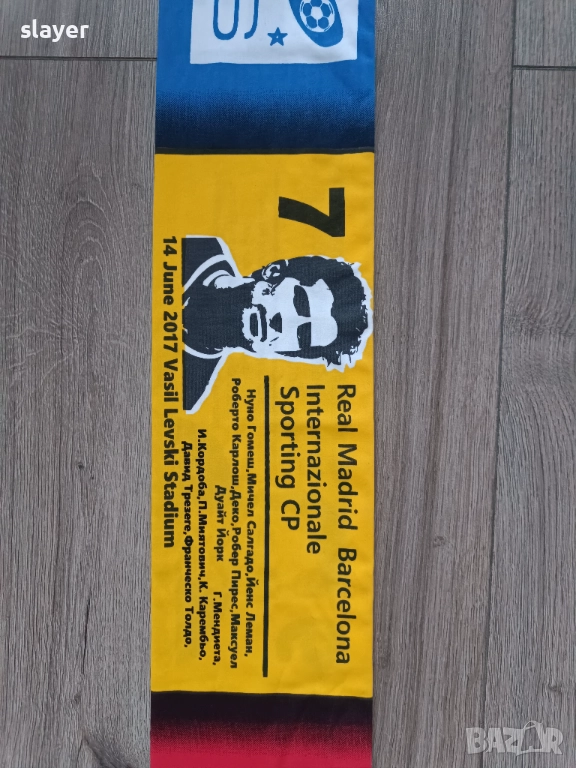 slayer
S
7
Real Madrid Barcelona
Internazionale
Sporting CP
Нуно Гомеш,Мичел Салгадо,Йенс Леман,
Роберто Карлош,Деко,Робер Пирес,Максуел
Дуайт Йорк Г.Мендиета,
И.Кордоба,П.Миятович,К. Карембьо,
Давид Трезеге,Франческо Толдо,
14 June 2017 Vasil Levski Stadium
BAZAR